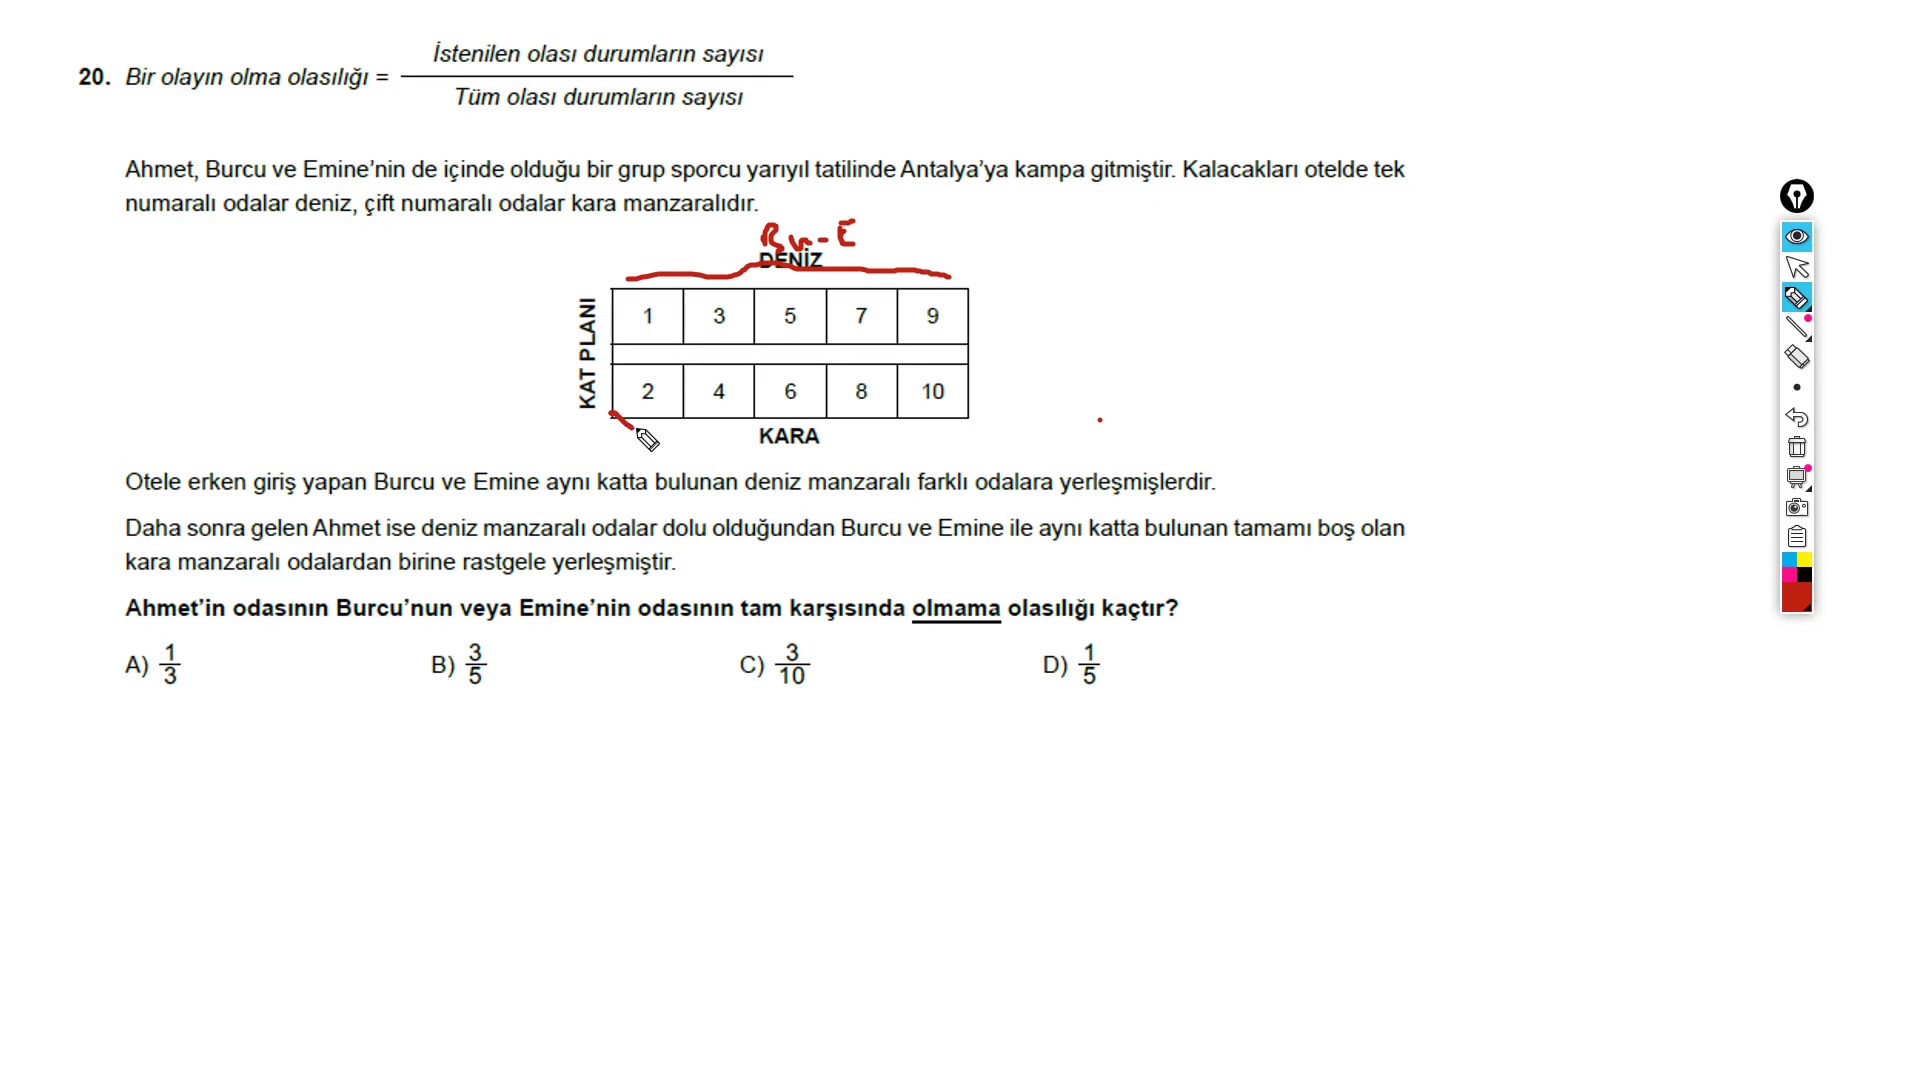 20. Bir olayın olma olasılığı = İstenilen olası durumların sayısı
Tüm olası durumların sayısı
Ahmet, Burcu ve Emine’nin de içinde olduğu bir grup sporcu yarıyıl tatilinde Antalya’ya kampa gitmiştir. Kalacakları otelde tek
numaralı odalar deniz, çift numaralı odalar kara manzaralıdır.
Bu-E
DENİZ
KAT PLANI
1 3 5 7 9
2 4 6 8 10
KARA
Otele erken giriş yapan Burcu ve Emine aynı katta bulunan deniz manzaralı farklı odalara yerleşmişlerdir.
Daha sonra gelen Ahmet ise deniz manzaralı odalar dolu olduğundan Burcu ve Emine ile aynı katta bulunan tamamı boş olan
kara manzaralı odalardan birine rastgele yerleşmiştir.
Ahmet’in odasının Burcu’nun veya Emine’nin odasının tam karşısında olmama olasılığı kaçtır?
A) 1/3 B) 3/5 C) 3/10 D) 1/5